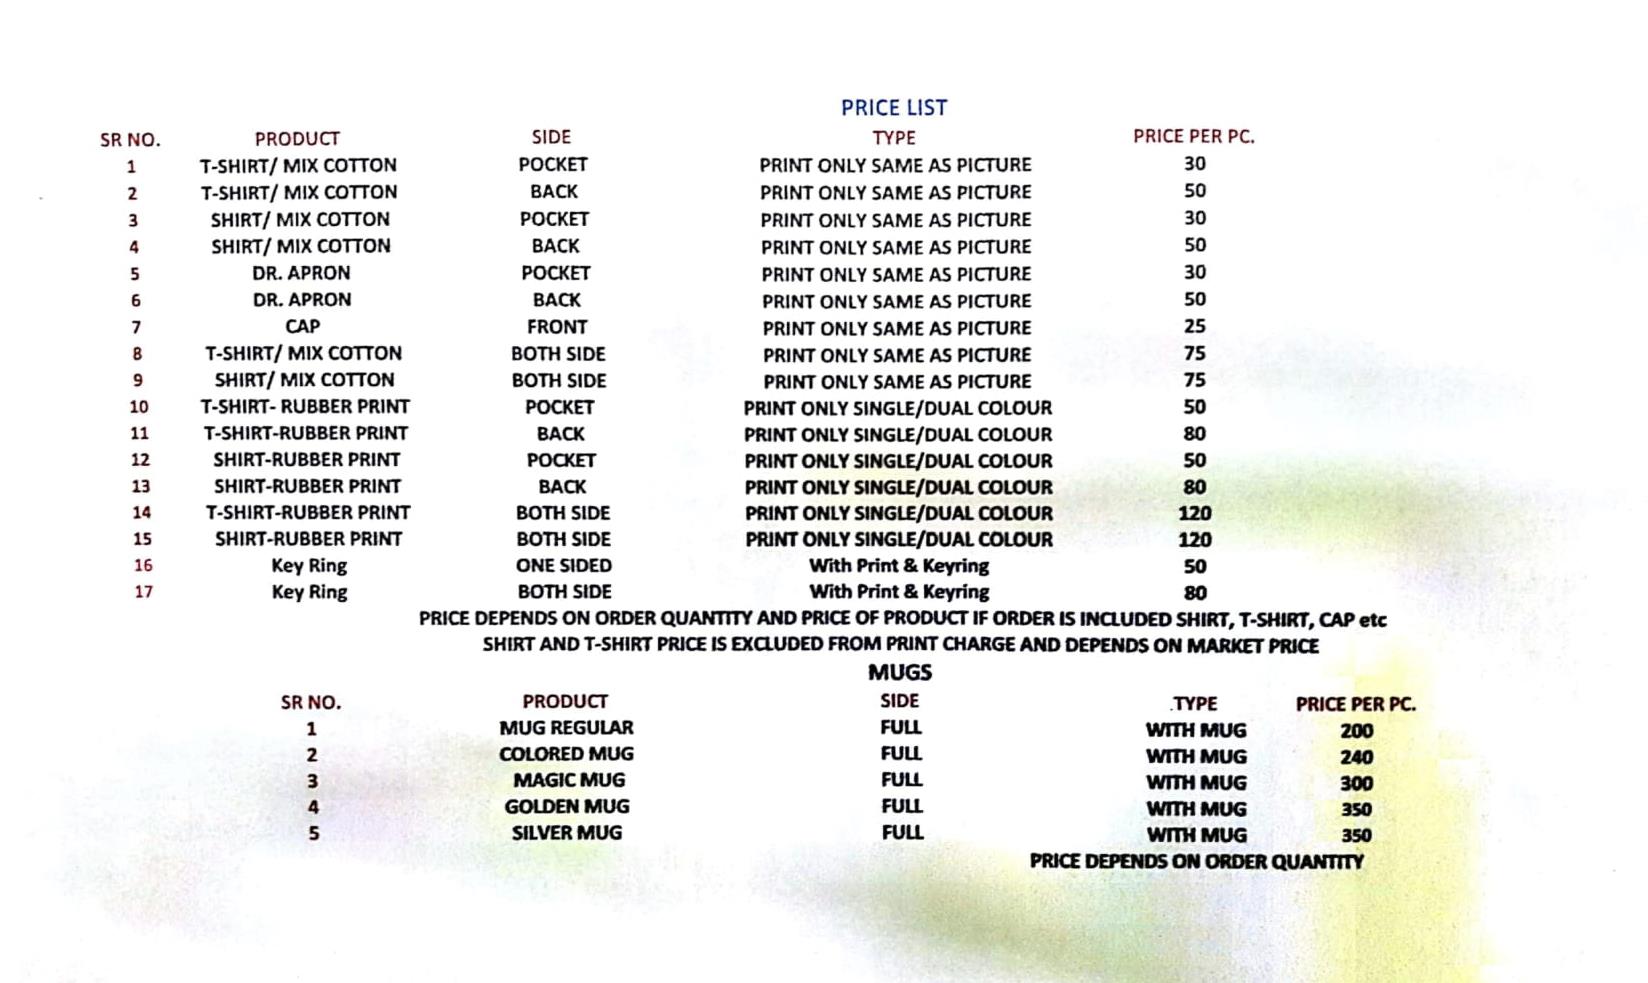 PRICE LIST
SR NO. PRODUCT SIDE TYPE PRICE PER PC.
1 T-SHIRT/ MIX COTTON POCKET PRINT ONLY SAME AS PICTURE 30
2 T-SHIRT/ MIX COTTON BACK PRINT ONLY SAME AS PICTURE 50
3 SHIRT/ MIX COTTON POCKET PRINT ONLY SAME AS PICTURE 30
4 SHIRT/ MIX COTTON BACK PRINT ONLY SAME AS PICTURE 50
5 DR. APRON POCKET PRINT ONLY SAME AS PICTURE 30
6 DR. APRON BACK PRINT ONLY SAME AS PICTURE 50
7 CAP FRONT PRINT ONLY SAME AS PICTURE 25
8 T-SHIRT/ MIX COTTON BOTH SIDE PRINT ONLY SAME AS PICTURE 75
9 SHIRT/ MIX COTTON BOTH SIDE PRINT ONLY SAME AS PICTURE 75
10 T-SHIRT- RUBBER PRINT POCKET PRINT ONLY SINGLE/DUAL COLOUR 50
11 T-SHIRT-RUBBER PRINT BACK PRINT ONLY SINGLE/DUAL COLOUR 80
12 SHIRT-RUBBER PRINT POCKET PRINT ONLY SINGLE/DUAL COLOUR 50
13 SHIRT-RUBBER PRINT BACK PRINT ONLY SINGLE/DUAL COLOUR 80
14 T-SHIRT-RUBBER PRINT BOTH SIDE PRINT ONLY SINGLE/DUAL COLOUR 120
15 SHIRT-RUBBER PRINT BOTH SIDE PRINT ONLY SINGLE/DUAL COLOUR 120
16 Key Ring ONE SIDED With Print & Keyring 50
17 Key Ring BOTH SIDE With Print & Keyring 80
PRICE DEPENDS ON ORDER QUANTITY AND PRICE OF PRODUCT IF ORDER IS INCLUDED SHIRT, T-SHIRT, CAP etc
SHIRT AND T-SHIRT PRICE IS EXCLUDED FROM PRINT CHARGE AND DEPENDS ON MARKET PRICE
MUGS
SR NO. PRODUCT SIDE TYPE PRICE PER PC.
1 MUG REGULAR FULL WITH MUG 200
2 COLORED MUG FULL WITH MUG 240
3 MAGIC MUG FULL WITH MUG 300
4 GOLDEN MUG FULL WITH MUG 350
5 SILVER MUG FULL WITH MUG 350
PRICE DEPENDS ON ORDER QUANTITY